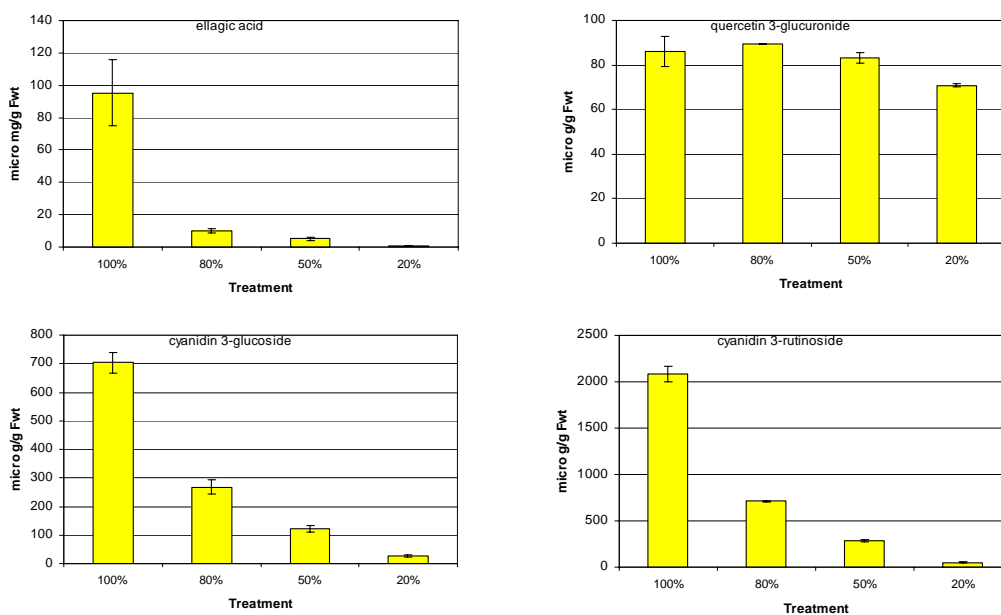 ellagic acid
micro mg/g Fwt
140
120
100
80
60
40
20
0
100% 80% 50% 20%
Treatment
quercetin 3-glucuronide
micro g/g Fwt
100
80
60
40
20
0
100% 80% 50% 20%
Treatment
cyanidin 3-glucoside
micro g/g Fwt
800
700
600
500
400
300
200
100
0
100% 80% 50% 20%
Treatment
cyanidin 3-rutinoside
micro g/g Fwt
2500
2000
1500
1000
500
0
100% 80% 50% 20%
Treatment